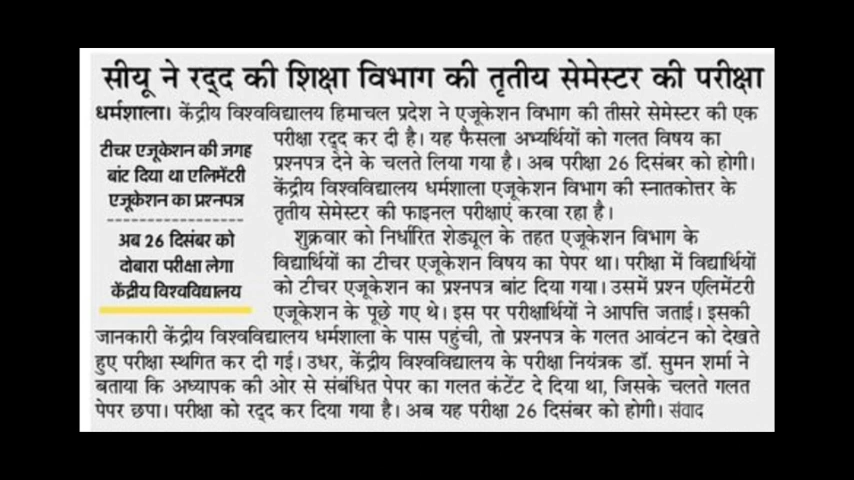 सीयू ने रद्द की शिक्षा विभाग की तृतीय सेमेस्टर की परीक्षा
धर्मशाला। केंद्रीय विश्वविद्यालय हिमाचल प्रदेश ने एजूकेशन विभाग की तीसरे सेमेस्टर की एक
टीचर एजूकेशन की जगह
बांट दिया था एलिमेंटरी
एजूकेशन का प्रश्नपत्र
अब 26 दिसंबर को
दोबारा परीक्षा लेगा
केंद्रीय विश्वविद्यालय
परीक्षा रद्द कर दी है। यह फैसला अभ्यर्थियों को गलत विषय का
प्रश्नपत्र देने के चलते लिया गया है। अब परीक्षा 26 दिसंबर को होगी।
केंद्रीय विश्वविद्यालय धर्मशाला एजूकेशन विभाग की स्नातकोत्तर के
तृतीय सेमेस्टर की फाइनल परीक्षाएं करवा रहा है।
शुक्रवार को निर्धारित शेड्यूल के तहत एजूकेशन विभाग के
विद्यार्थियों का टीचर एजूकेशन विषय का पेपर था। परीक्षा में विद्यार्थियों
को टीचर एजूकेशन का प्रश्नपत्र बांट दिया गया। उसमें प्रश्न एलिमेंटरी
एजूकेशन के पूछे गए थे। इस पर परीक्षार्थियों ने आपत्ति जताई। इसकी
जानकारी केंद्रीय विश्वविद्यालय धर्मशाला के पास पहुंची, तो प्रश्नपत्र के गलत आवंटन को देखते
हुए परीक्षा स्थगित कर दी गई। उधर, केंद्रीय विश्वविद्यालय के परीक्षा नियंत्रक डॉ. सुमन शर्मा ने
बताया कि अध्यापक की ओर से संबंधित पेपर का गलत कंटेंट दे दिया था, जिसके चलते गलत
पेपर छपा। परीक्षा को रद्द कर दिया गया है। अब यह परीक्षा 26 दिसंबर को होगी। संवाद